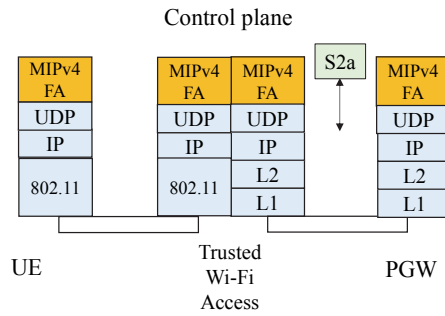 Control plane
S2a
MIPv4
FA
UDP
IP
802.11
MIPv4
FA
UDP
IP
802.11
MIPv4
FA
UDP
IP
L2
L1
MIPv4
FA
UDP
IP
L2
L1
UE
Trusted
Wi-Fi
Access
PGW